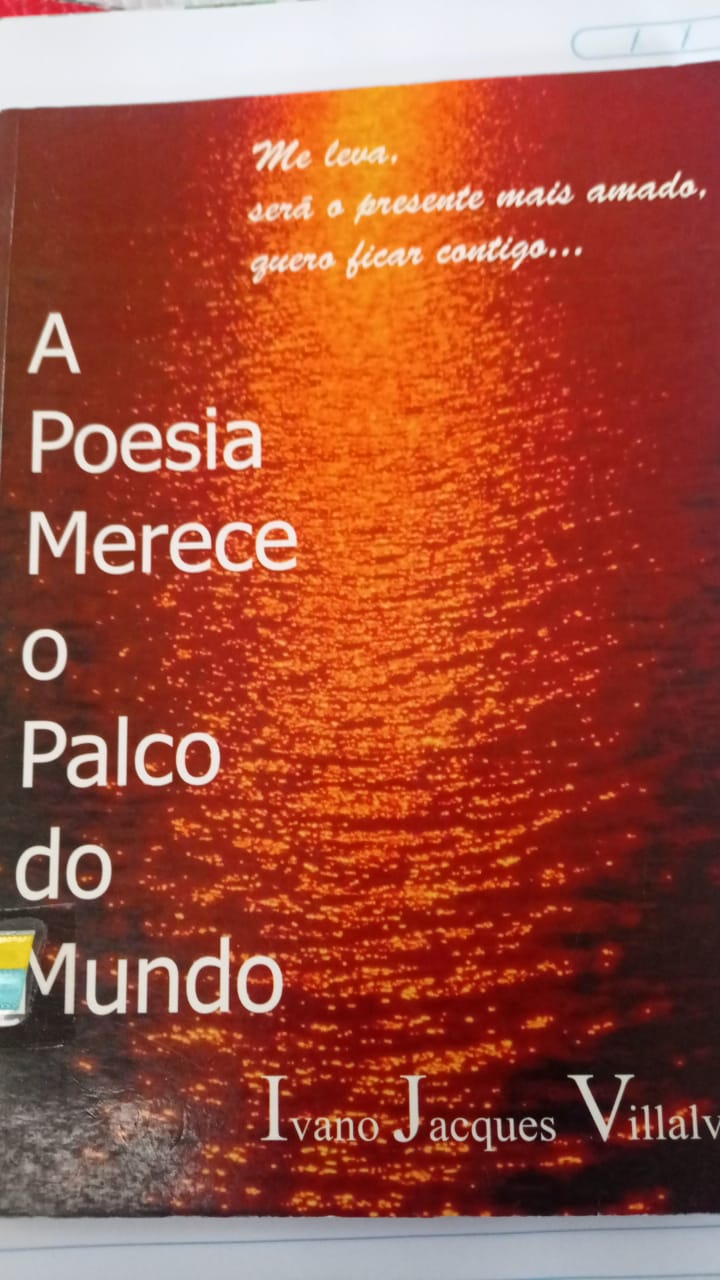 Me leva,
será o presente mais amado,
quero ficar contigo...
A
Poesia
Merece
o
Palco
do
Mundo
Ivano Jacques